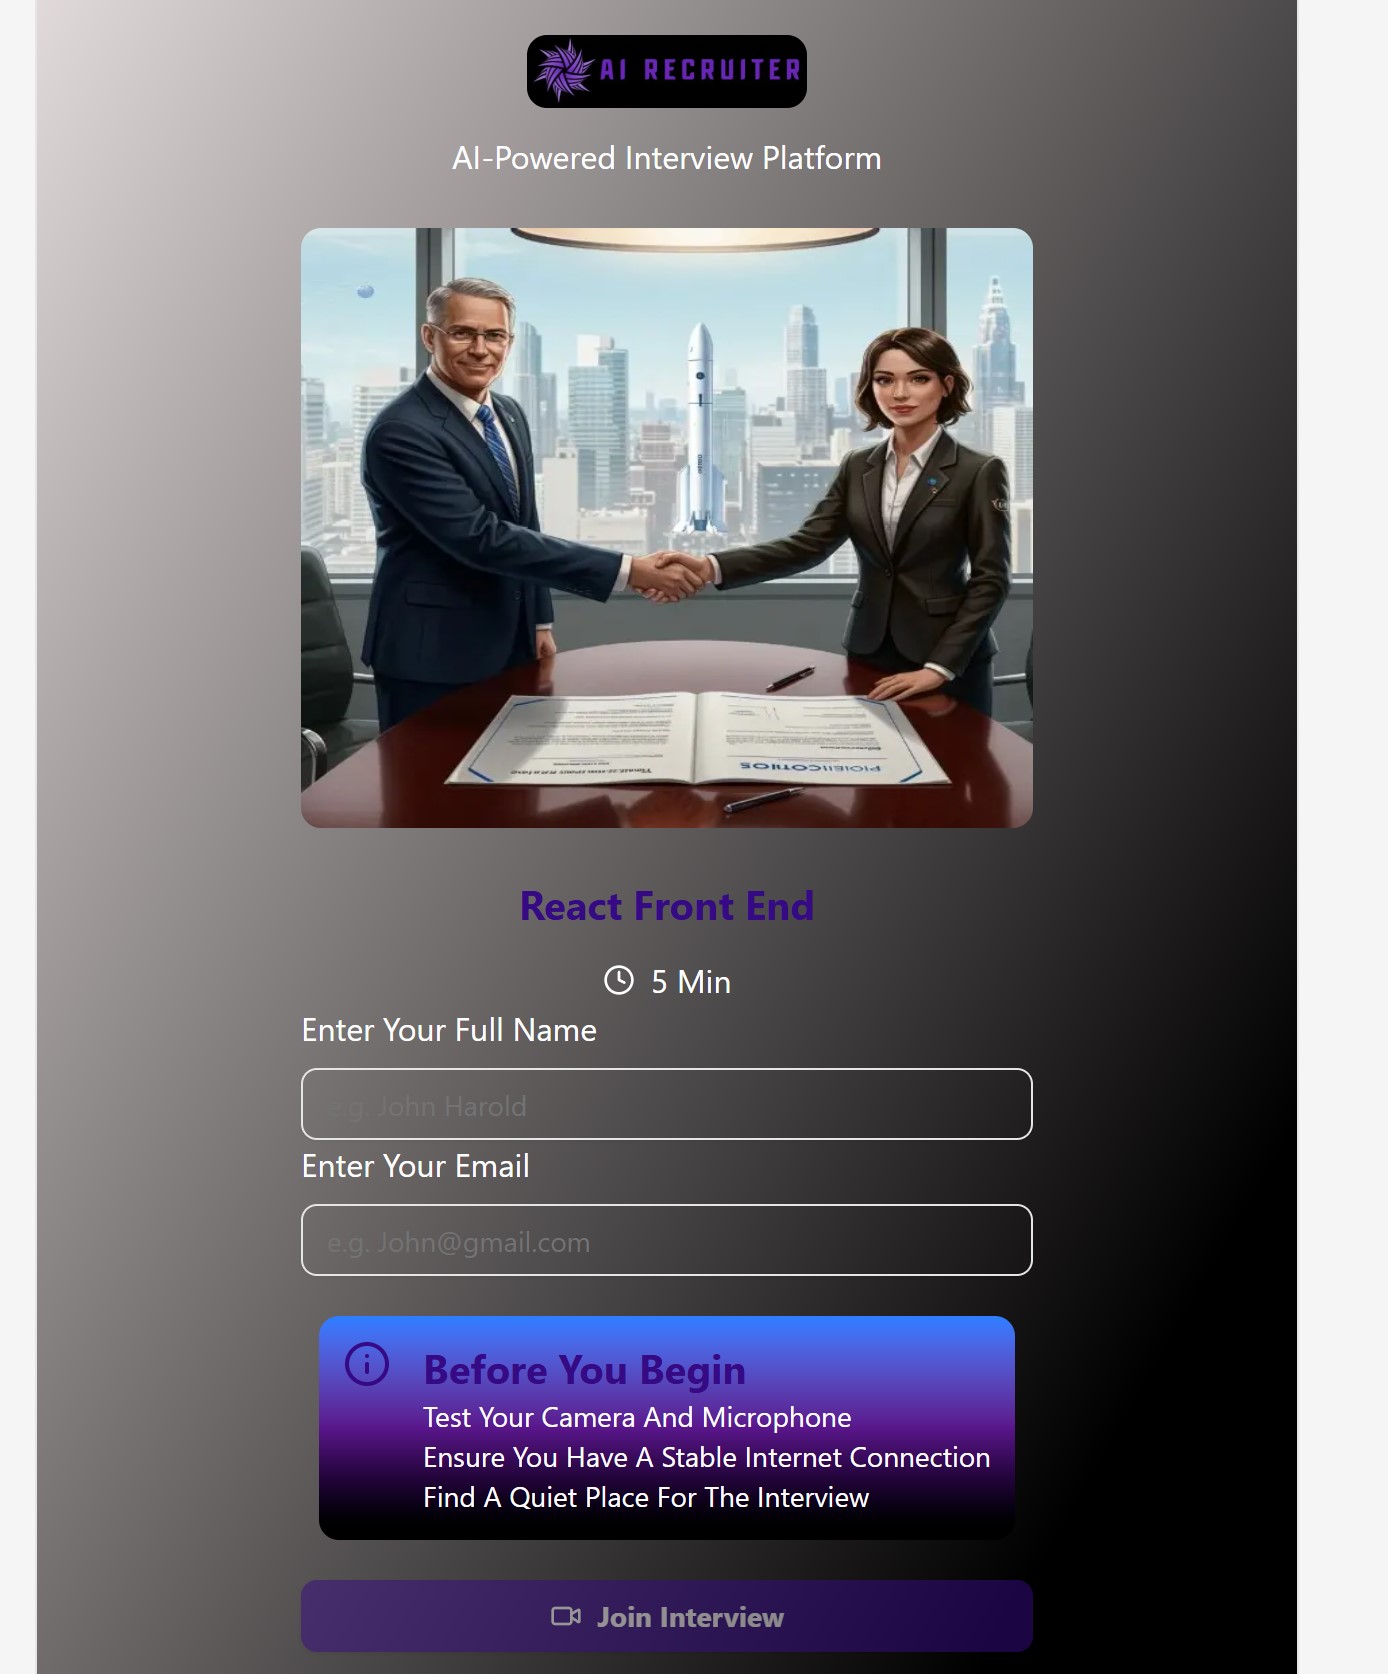 AI RECRUITER
AI-Powered Interview Platform
React Front End
5 Min
Enter Your Full Name
e.g. John Harold
Enter Your Email
e.g. John@gmail.com
Before You Begin
Test Your Camera And Microphone
Ensure You Have A Stable Internet Connection
Find A Quiet Place For The Interview
Join Interview